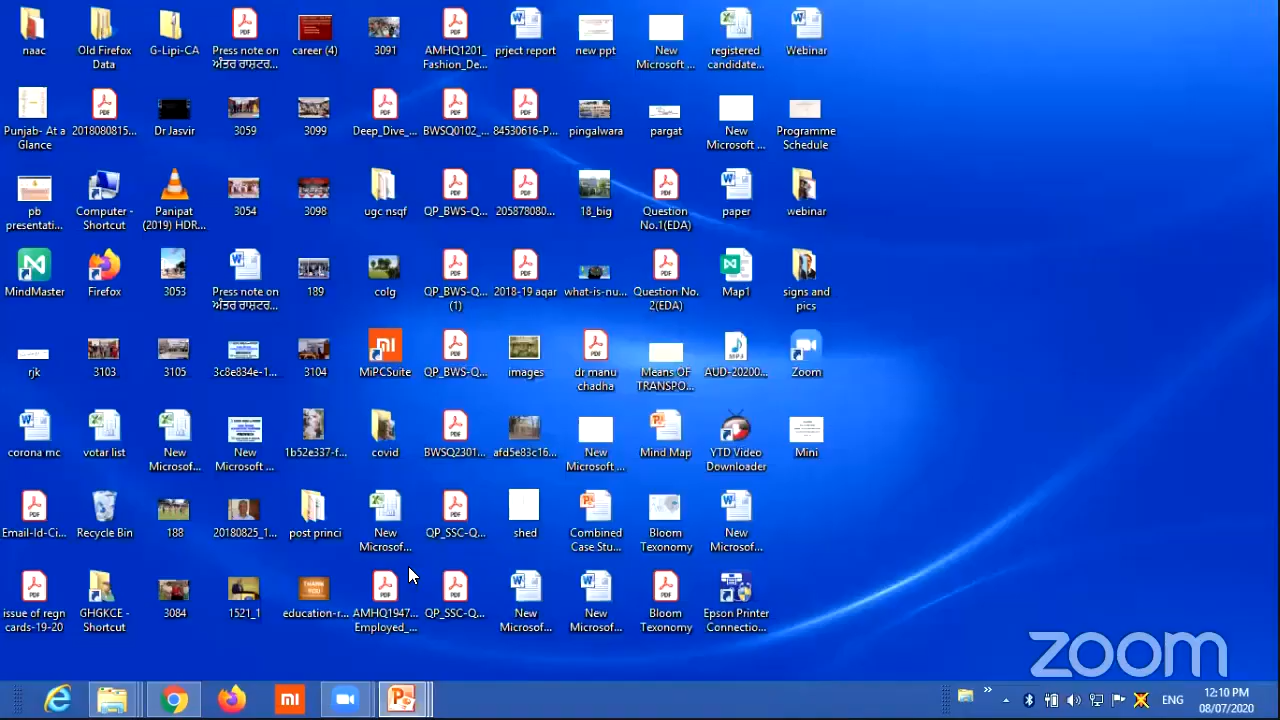 naac
Old Firefox
Data
G-Lipi-CA
Press note on
ਅੰਤਰ ਰਾਸ਼ਟਰ...
career (4)
3091
AMHQ1201_
Fashion_De...
prject report
new ppt
New
Microsoft ...
registered
candidate...
Webinar
Punjab- At a
Glance
2018080815...
Dr Jasvir
3059
3099
Deep_Dive_...
BWSQ0102_...
84530616-P...
pingalwara
pargat
New
Microsoft ...
Programme
Schedule
pb
presentati...
Computer -
Shortcut
Panipat
(2019) HDR...
3054
3098
ugc nsqf
QP_BWS-Q...
205878080...
18_big
Question
No.1(EDA)
paper
webinar
MindMaster
Firefox
3053
Press note on
ਅੰਤਰ ਰਾਸ਼ਟਰ...
189
colg
QP_BWS-Q...
(1)
2018-19 aqar
what-is-nu...
Question No.
2(EDA)
Map1
signs and
pics
rjk
3103
3105
3c8e834e-1...
3104
MiPCSuite
QP_BWS-Q...
images
dr manu
chadha
Means OF
TRANSPO...
AUD-20200...
Zoom
corona mc
votar list
New
Microsof...
New
Microsoft ...
1b52e337-f...
covid
BWSQ2301...
afd5e83c16...
New
Microsoft ...
Mind Map
YTD Video
Downloader
Mini
Email-Id-Ci...
Recycle Bin
188
20180825_1...
post princi
New
Microsof...
QP_SSC-Q...
shed
Combined
Case Stu...
Bloom
Texonomy
New
Microsof...
issue of regn
cards-19-20
GHGKCE -
Shortcut
3084
1521_1
education-r...
AMHQ1947...
Employed_...
QP_SSC-Q...
New
Microsof...
New
Microsof...
Bloom
Texonomy
Epson Printer
Connectio...
zoom
ENG
12:10 PM
08/07/2020